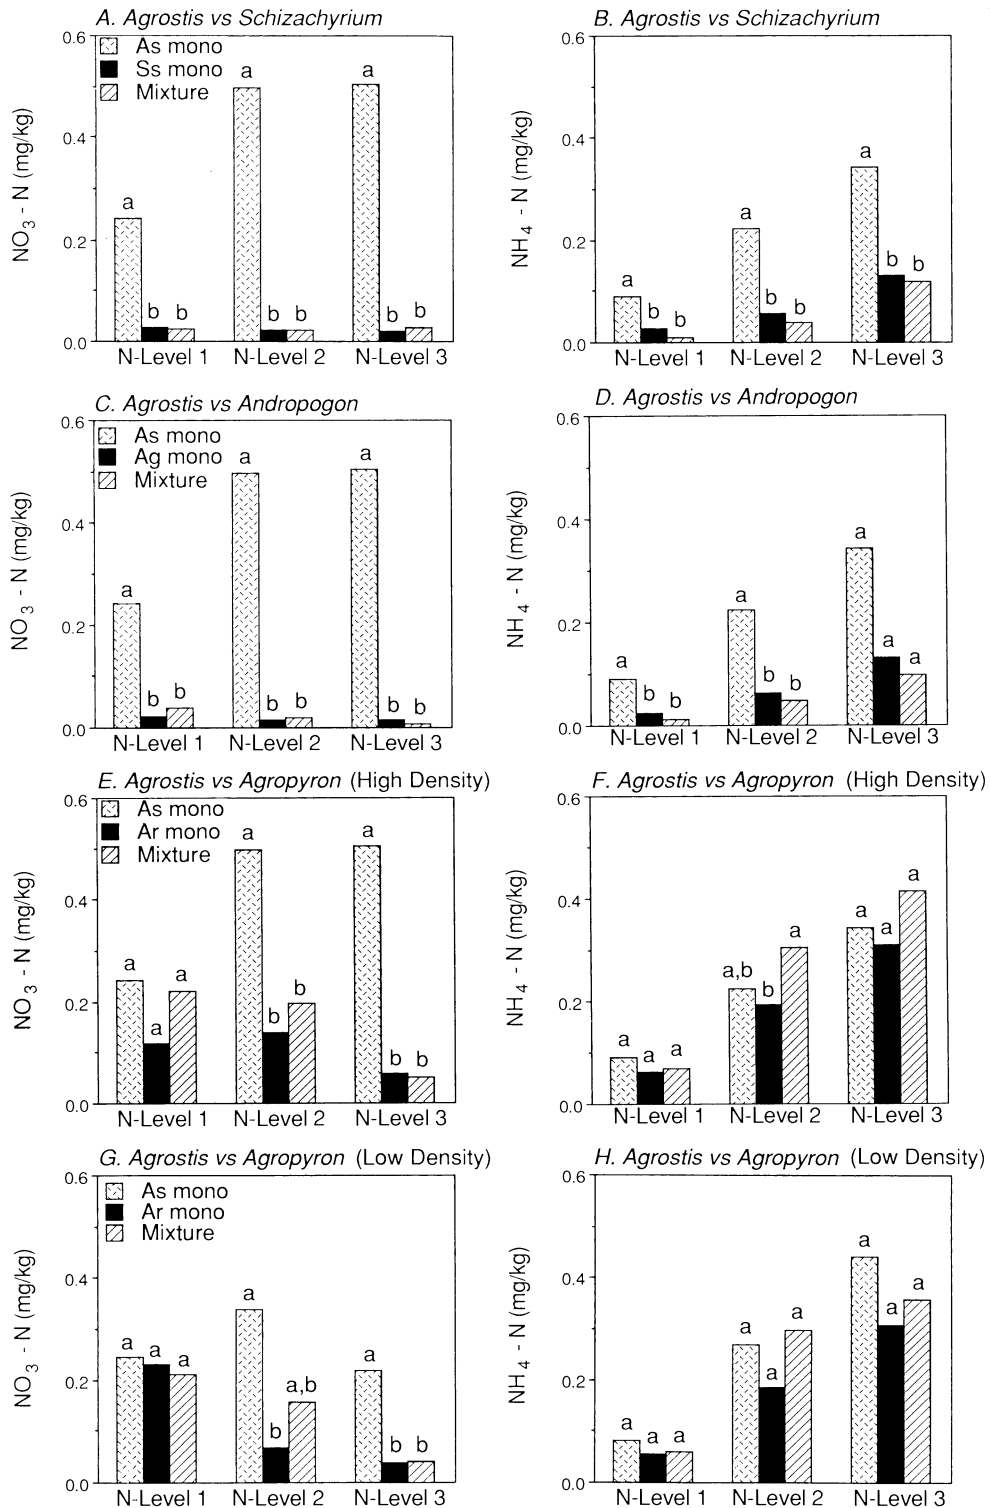 A. Agrostis vs Schizachyrium
0.6
0.4
0.2
0.0
NO3 - N (mg/kg)
As mono
Ss mono
Mixture
a
b
b
a
b
b
a
b
b
N-Level 1
N-Level 2
N-Level 3
B. Agrostis vs Schizachyrium
0.6
0.4
0.2
0.0
NH4 - N (mg/kg)
a
b
b
a
b
b
a
b
b
N-Level 1
N-Level 2
N-Level 3
C. Agrostis vs Andropogon
0.6
0.4
0.2
0.0
NO3 - N (mg/kg)
As mono
Ag mono
Mixture
a
b
b
a
b
b
a
b
b
N-Level 1
N-Level 2
N-Level 3
D. Agrostis vs Andropogon
0.6
0.4
0.2
0.0
NH4 - N (mg/kg)
a
b
b
a
b
b
a
a
a
N-Level 1
N-Level 2
N-Level 3
E. Agrostis vs Agropyron (High Density)
0.6
0.4
0.2
0.0
NO3 - N (mg/kg)
As mono
Ar mono
Mixture
a
a
a
a
b
b
a
b
b
N-Level 1
N-Level 2
N-Level 3
F. Agrostis vs Agropyron (High Density)
0.6
0.4
0.2
0.0
NH4 - N (mg/kg)
a
a
a
a,b
b
a
a
a
a
N-Level 1
N-Level 2
N-Level 3
G. Agrostis vs Agropyron (Low Density)
0.6
0.4
0.2
0.0
NO3 - N (mg/kg)
As mono
Ar mono
Mixture
a
a
a
a
b
a,b
a
b
b
N-Level 1
N-Level 2
N-Level 3
H. Agrostis vs Agropyron (Low Density)
0.6
0.4
0.2
0.0
NH4 - N (mg/kg)
a
a
a
a
a
a
a
a
a
N-Level 1
N-Level 2
N-Level 3